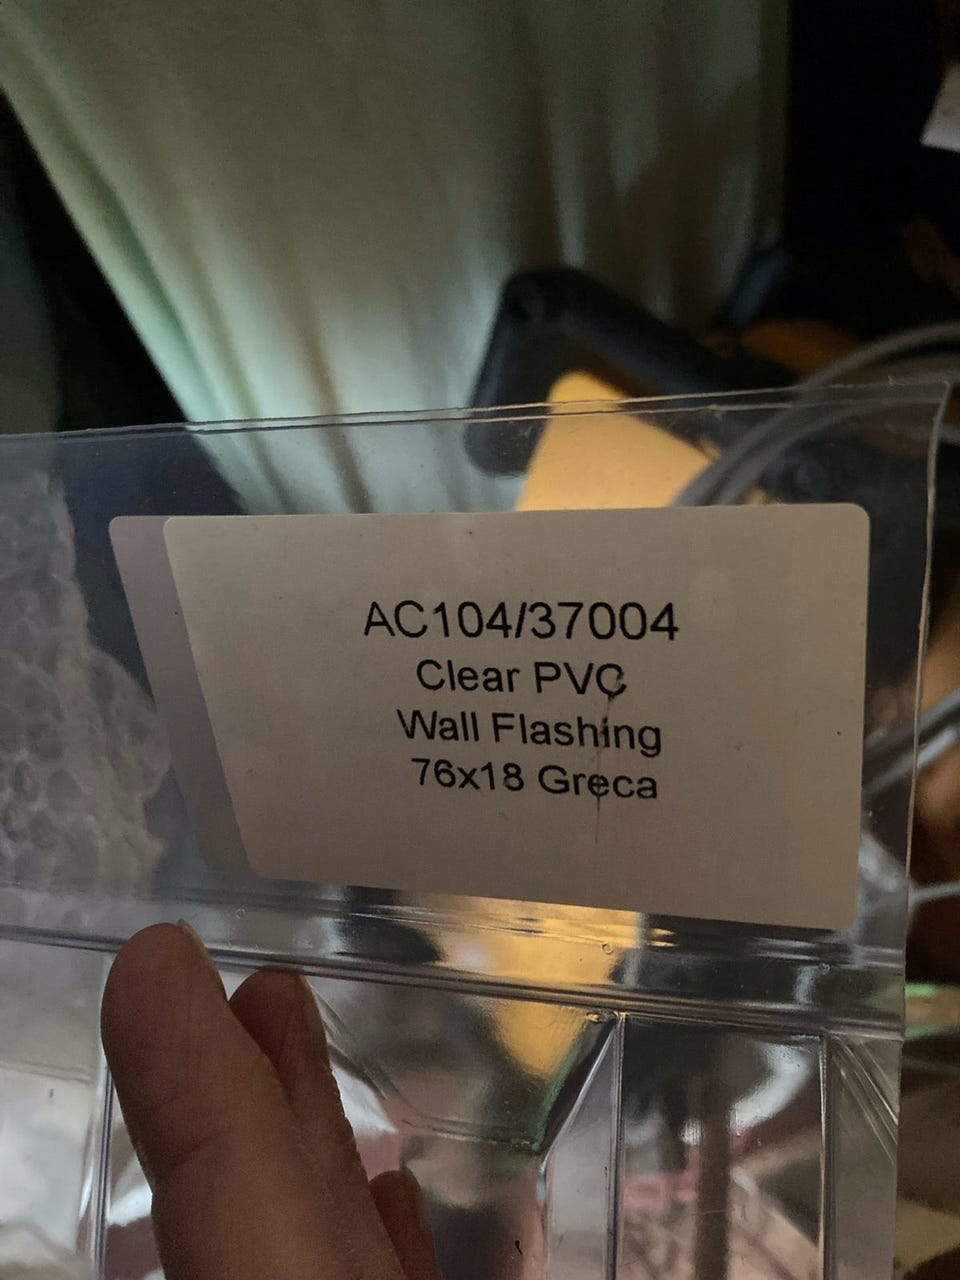 AC104/37004
Clear PVC
Wall Flashing
76x18 Greca